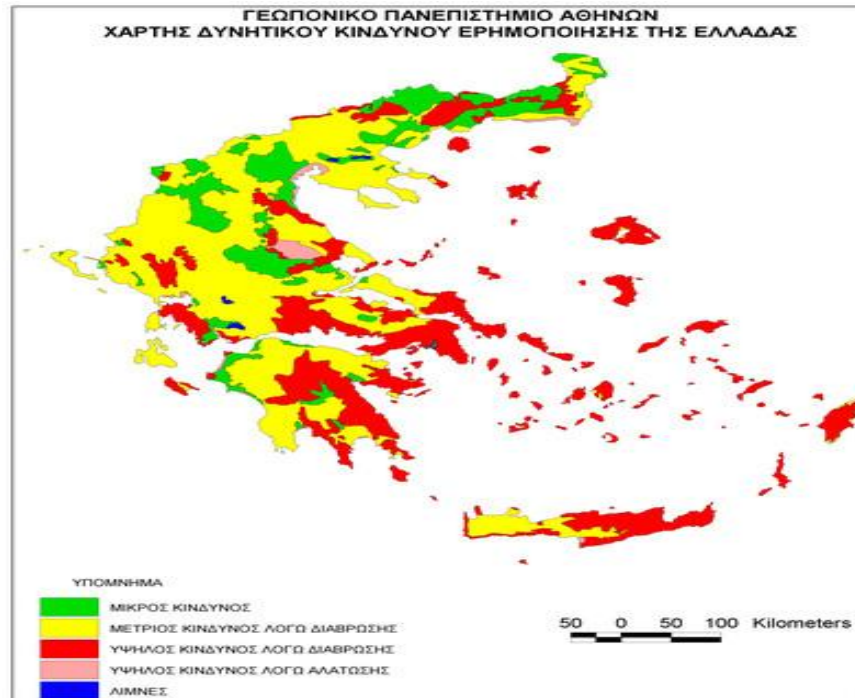 ΓΕΩΠΟΝΙΚΟ ΠΑΝΕΠΙΣΤΗΜΙΟ ΑΘΗΝΩΝ
ΧΑΡΤΗΣ ΔΥΝΗΤΙΚΟΥ ΚΙΝΔΥΝΟΥ ΕΡΗΜΟΠΟΙΗΣΗΣ ΤΗΣ ΕΛΛΑΔΑΣ
ΥΠΟΜΝΗΜΑ
ΜΙΚΡΟΣ ΚΙΝΔΥΝΟΣ
ΜΕΤΡΙΟΣ ΚΙΝΔΥΝΟΣ ΛΟΓΩ ΔΙΑΒΡΩΣΗΣ
ΥΨΗΛΟΣ ΚΙΝΔΥΝΟΣ ΛΟΓΩ ΔΙΑΒΡΩΣΗΣ
ΥΨΗΛΟΣ ΚΙΝΔΥΝΟΣ ΛΟΓΩ ΑΛΑΤΩΣΗΣ
ΛΙΜΝΕΣ
50 0 50 100 Kilometers